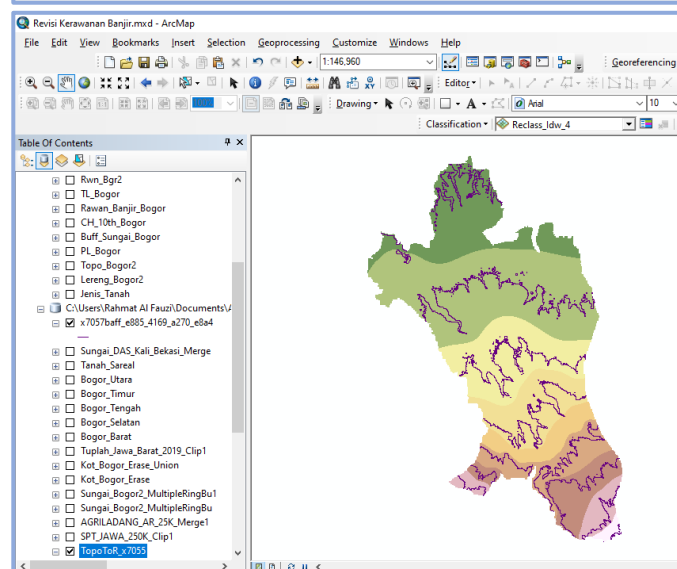 Revisi Kerawanan Banjir.mxd - ArcMap
File Edit View Bookmarks Insert Selection Geoprocessing Customize Windows Help
1:146,960 Georeferencing
Editor
Drawing Arial 10
Classification Reclass_Idw_4
Table Of Contents
Rwn_Bgr2
TL_Bogor
Rawan_Banjir_Bogor
CH_10th_Bogor
Buff_Sungai_Bogor
PL_Bogor
Topo_Bogor2
Lereng_Bogor2
Jenis_Tanah
C:\Users\Rahmat Al Fauzi\Documents\A
x7057baff_e885_4169_a270_e8a4
Sungai_DAS_Kali_Bekasi_Merge
Tanah_Sareal
Bogor_Utara
Bogor_Timur
Bogor_Tengah
Bogor_Selatan
Bogor_Barat
Tuplah_Jawa_Barat_2019_Clip1
Kot_Bogor_Erase_Union
Kot_Bogor_Erase
Sungai_Bogor2_MultipleRingBu1
Sungai_Bogor2_MultipleRingBu
AGRILADANG_AR_25K_Merge1
SPT_JAWA_250K_Clip1
TopoToR_x7055